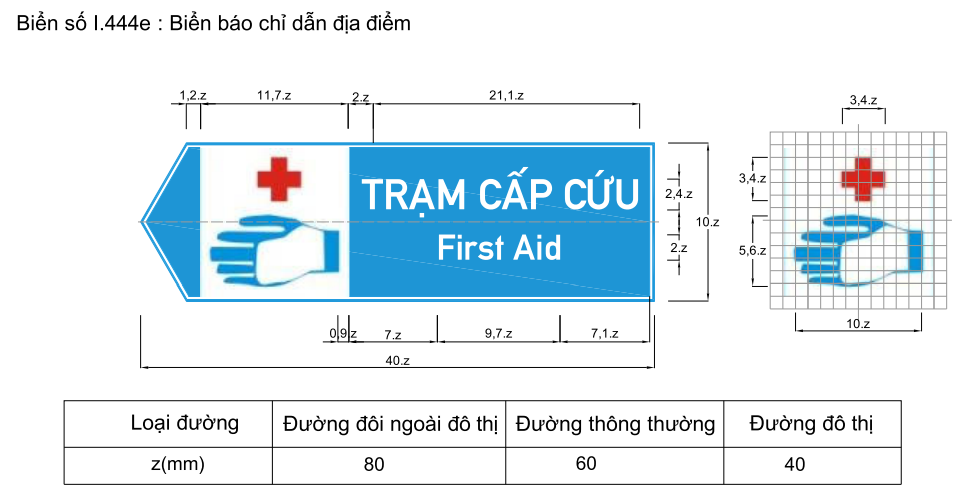 Biển số I.444e : Biển báo chỉ dẫn địa điểm
1,2.z 11,7.z 2.z 21,1.z
3,4.z
TRẠM CẤP CỨU
First Aid
2,4.z
10.z
2.z
3,4.z
5,6.z
0,9.z 7.z 9,7.z 7,1.z
10.z
40.z
Loại đường Đường đôi ngoài đô thị Đường thông thường Đường đô thị
z(mm) 80 60 40